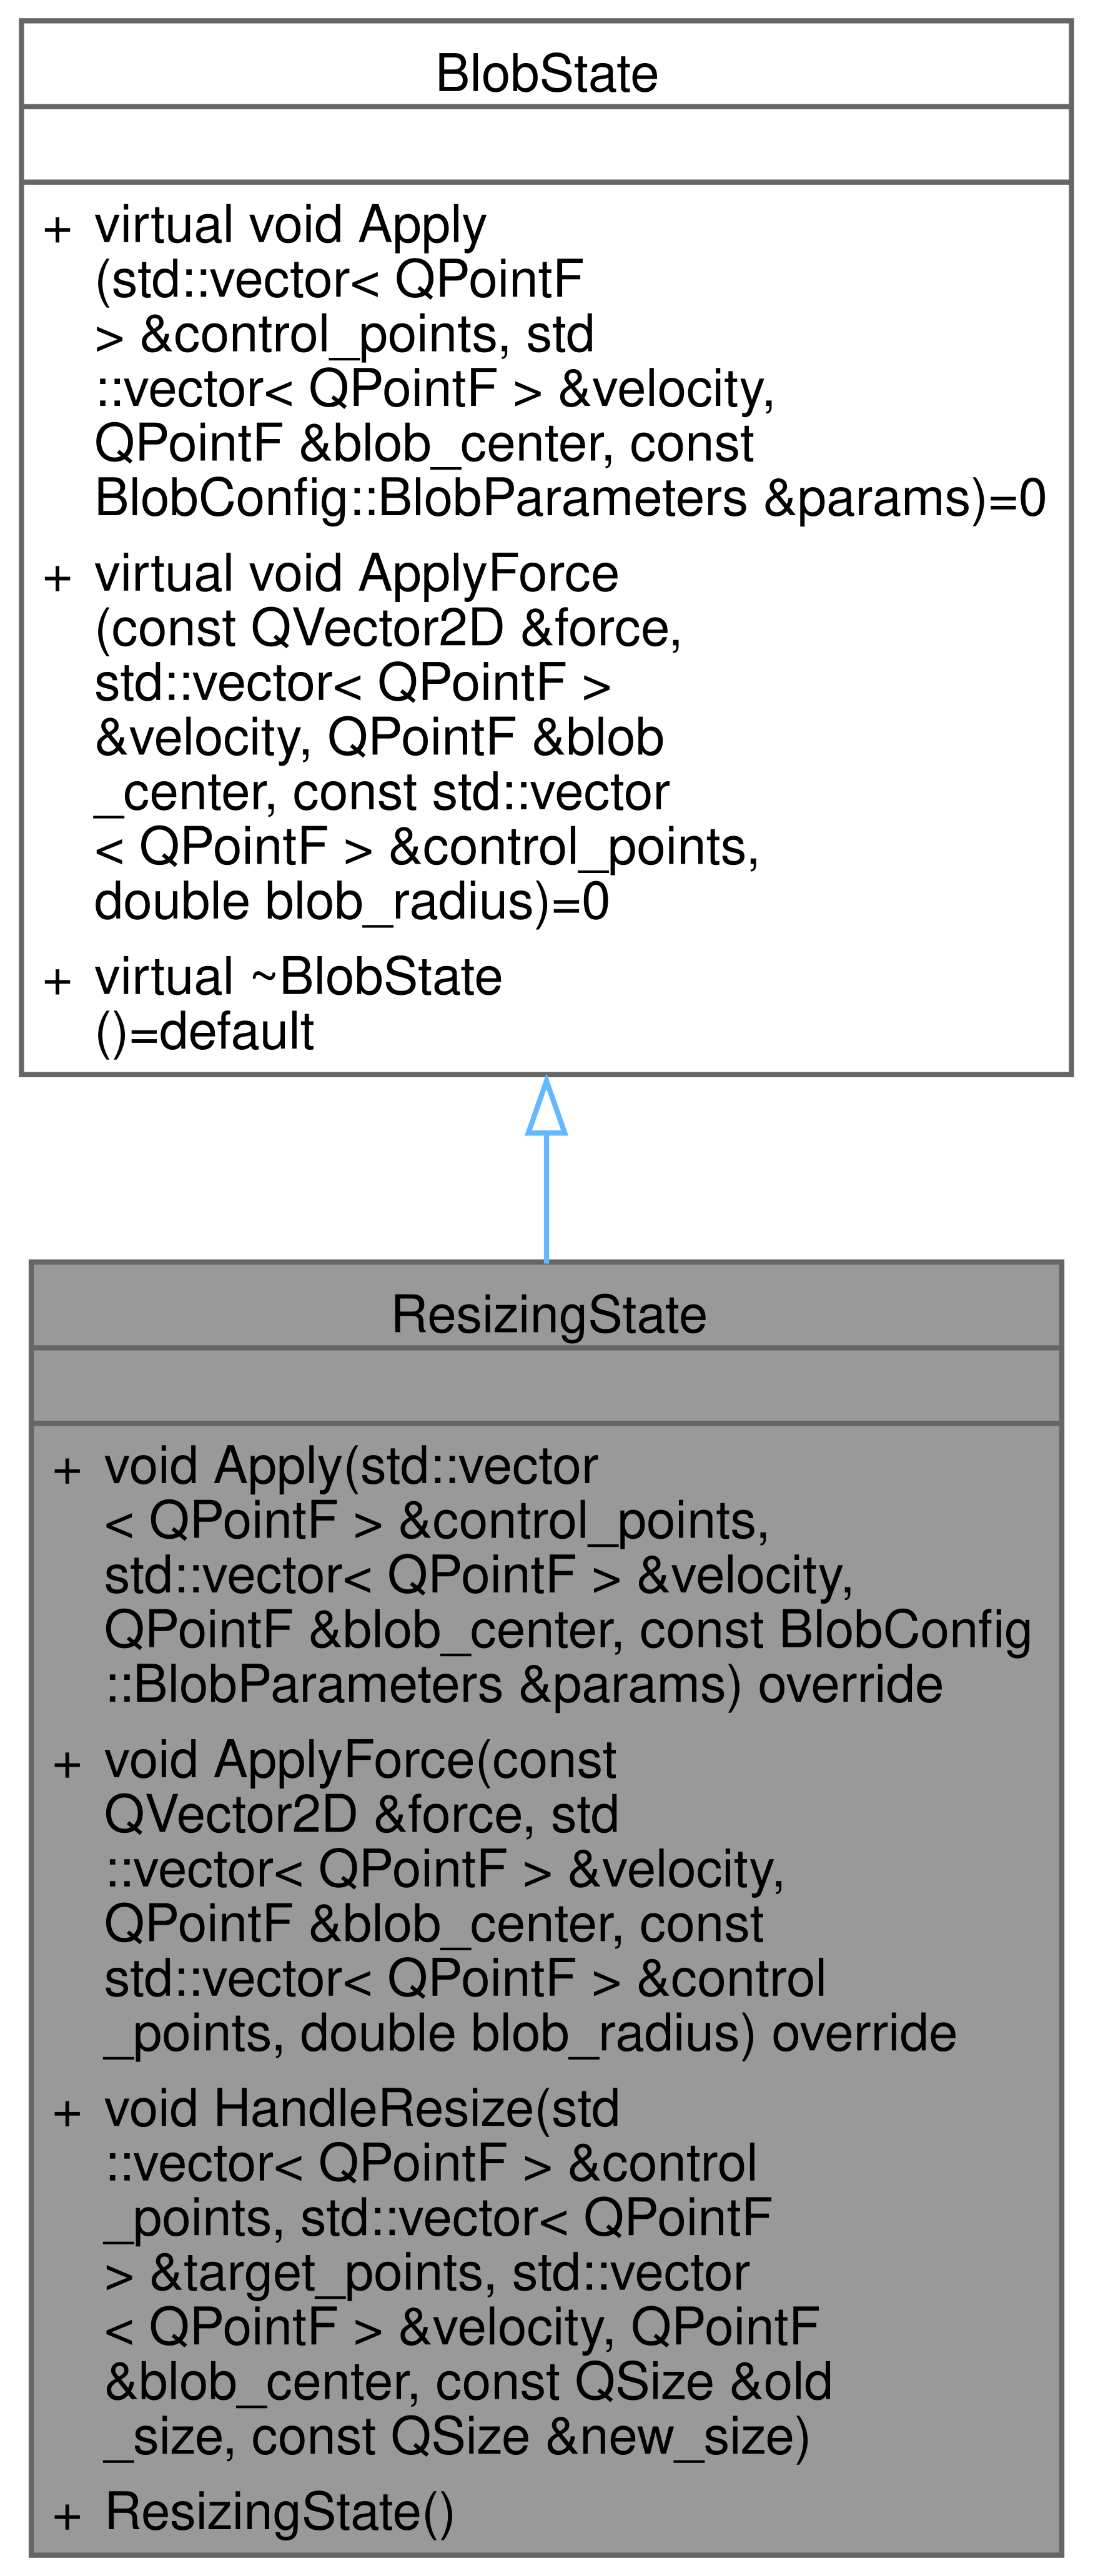 BlobState
+ virtual void Apply
(std::vector< QPointF
> &control_points, std
::vector< QPointF > &velocity,
QPointF &blob_center, const
BlobConfig::BlobParameters &params)=0
+ virtual void ApplyForce
(const QVector2D &force,
std::vector< QPointF >
&velocity, QPointF &blob
_center, const std::vector
< QPointF > &control_points,
double blob_radius)=0
+ virtual ~BlobState
()=default
ResizingState
+ void Apply(std::vector
< QPointF > &control_points,
std::vector< QPointF > &velocity,
QPointF &blob_center, const BlobConfig
::BlobParameters &params) override
+ void ApplyForce(const
QVector2D &force, std
::vector< QPointF > &velocity,
QPointF &blob_center, const
std::vector< QPointF > &control
_points, double blob_radius) override
+ void HandleResize(std
::vector< QPointF > &control
_points, std::vector< QPointF
> &target_points, std::vector
< QPointF > &velocity, QPointF
&blob_center, const QSize &old
_size, const QSize &new_size)
+ ResizingState()